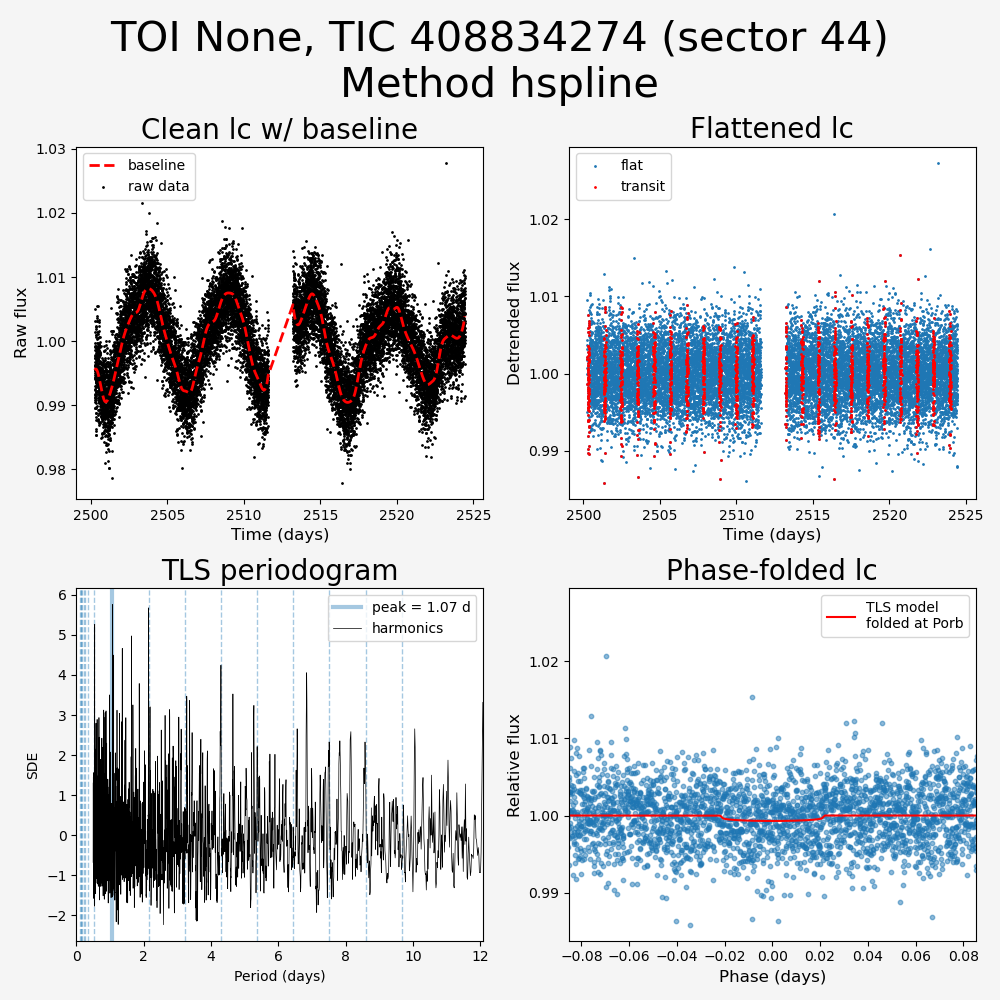 TOI None, TIC 408834274 (sector 44)
Method hspline
Clean lc w/ baseline
baseline
raw data
1.03
1.02
1.01
1.00
0.99
0.98
Raw flux
2500
2505
2510
2515
2520
2525
Time (days)
Flattened lc
flat
transit
1.02
1.01
1.00
0.99
Detrended flux
2500
2505
2510
2515
2520
2525
Time (days)
TLS periodogram
peak = 1.07 d
harmonics
6
5
4
3
2
1
0
−1
−2
SDE
0
2
4
6
8
10
12
Period (days)
Phase-folded lc
TLS model
folded at Porb
1.02
1.01
1.00
0.99
Relative flux
−0.08
−0.06
−0.04
−0.02
0.00
0.02
0.04
0.06
0.08
Phase (days)